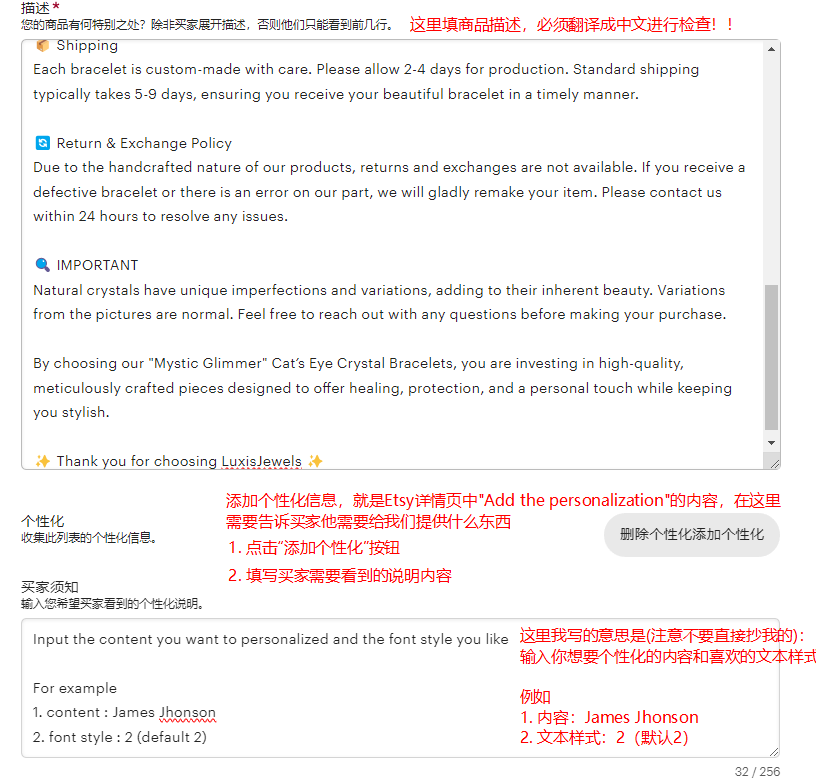 描述*
您的商品有何特别之处？除非买家展开描述，否则他们只能看到前几行。 这里填商品描述，必须翻译成中文进行检查！！
📦 Shipping
Each bracelet is custom-made with care. Please allow 2-4 days for production. Standard shipping
typically takes 5-9 days, ensuring you receive your beautiful bracelet in a timely manner.
🔄 Return & Exchange Policy
Due to the handcrafted nature of our products, returns and exchanges are not available. If you receive a
defective bracelet or there is an error on our part, we will gladly remake your item. Please contact us
within 24 hours to resolve any issues.
🔍 IMPORTANT
Natural crystals have unique imperfections and variations, adding to their inherent beauty. Variations
from the pictures are normal. Feel free to reach out with any questions before making your purchase.
By choosing our "Mystic Glimmer" Cat’s Eye Crystal Bracelets, you are investing in high-quality,
meticulously crafted pieces designed to offer healing, protection, and a personal touch while keeping
you stylish.
✨ Thank you for choosing LuxisJewels ✨
添加个性化信息，就是Etsy详情页中"Add the personalization"的内容，在这里
需要告诉买家他需要给我们提供什么东西
1. 点击“添加个性化”按钮
2. 填写买家需要看到的说明内容
个性化
收集此列表的个性化信息。
删除个性化添加个性化
买家须知
输入您希望买家看到的个性化说明。
Input the content you want to personalized and the font style you like
For example
1. content : James Jhonson
2. font style : 2 (default 2)
这里我写的意思是(注意不要直接抄我的)：
输入你想要个性化的内容和喜欢的文本样式
例如
1. 内容：James Jhonson
2. 文本样式：2（默认2）
32 / 256